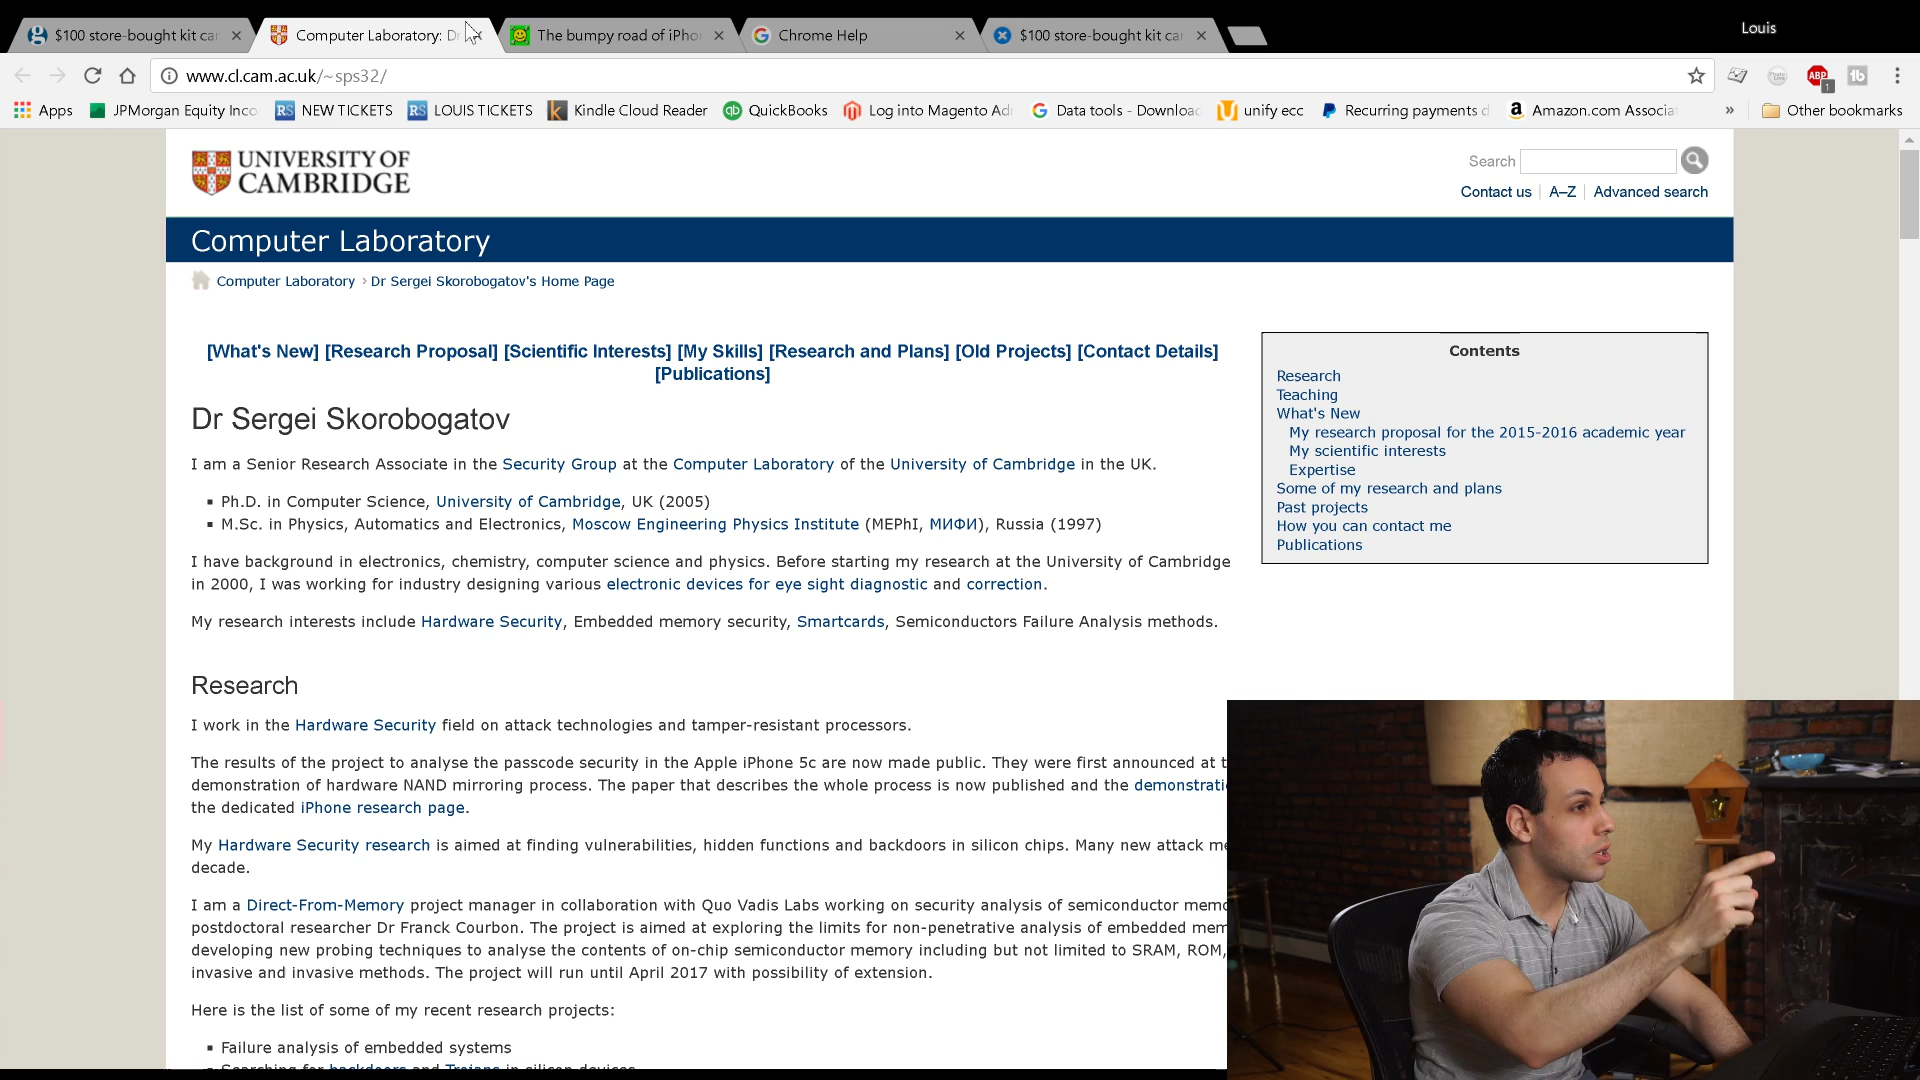 $100 store-bought kit car
Computer Laboratory: D
The bumpy road of iPho
Chrome Help
$100 store-bought kit car
Louis
www.cl.cam.ac.uk/~sps32/
ABP
1
Apps
JPMorgan Equity Inco
RS NEW TICKETS
RS LOUIS TICKETS
Kindle Cloud Reader
qb QuickBooks
Log into Magento Ad
Data tools - Downloa
unify ecc
Recurring payments d
Amazon.com Associa
»
Other bookmarks
UNIVERSITY OF
CAMBRIDGE
Search
Contact us
A–Z
Advanced search
Computer Laboratory
Computer Laboratory › Dr Sergei Skorobogatov's Home Page
[What's New] [Research Proposal] [Scientific Interests] [My Skills] [Research and Plans] [Old Projects] [Contact Details]
[Publications]
Contents
Research
Teaching
What's New
My research proposal for the 2015-2016 academic year
My scientific interests
Expertise
Some of my research and plans
Past projects
How you can contact me
Publications
Dr Sergei Skorobogatov
I am a Senior Research Associate in the Security Group at the Computer Laboratory of the University of Cambridge in the UK.
▪ Ph.D. in Computer Science, University of Cambridge, UK (2005)
▪ M.Sc. in Physics, Automatics and Electronics, Moscow Engineering Physics Institute (MEPhI, МИФИ), Russia (1997)
I have background in electronics, chemistry, computer science and physics. Before starting my research at the University of Cambridge
in 2000, I was working for industry designing various electronic devices for eye sight diagnostic and correction.
My research interests include Hardware Security, Embedded memory security, Smartcards, Semiconductors Failure Analysis methods.
Research
I work in the Hardware Security field on attack technologies and tamper-resistant processors.
The results of the project to analyse the passcode security in the Apple iPhone 5c are now made public. They were first announced at t
demonstration of hardware NAND mirroring process. The paper that describes the whole process is now published and the demonstrati
the dedicated iPhone research page.
My Hardware Security research is aimed at finding vulnerabilities, hidden functions and backdoors in silicon chips. Many new attack me
decade.
I am a Direct-From-Memory project manager in collaboration with Quo Vadis Labs working on security analysis of semiconductor memo
postdoctoral researcher Dr Franck Courbon. The project is aimed at exploring the limits for non-penetrative analysis of embedded mem
developing new probing techniques to analyse the contents of on-chip semiconductor memory including but not limited to SRAM, ROM,
invasive and invasive methods. The project will run until April 2017 with possibility of extension.
Here is the list of some of my recent research projects:
▪ Failure analysis of embedded systems
▪ Searching for backdoors and Trojans in silicon devices